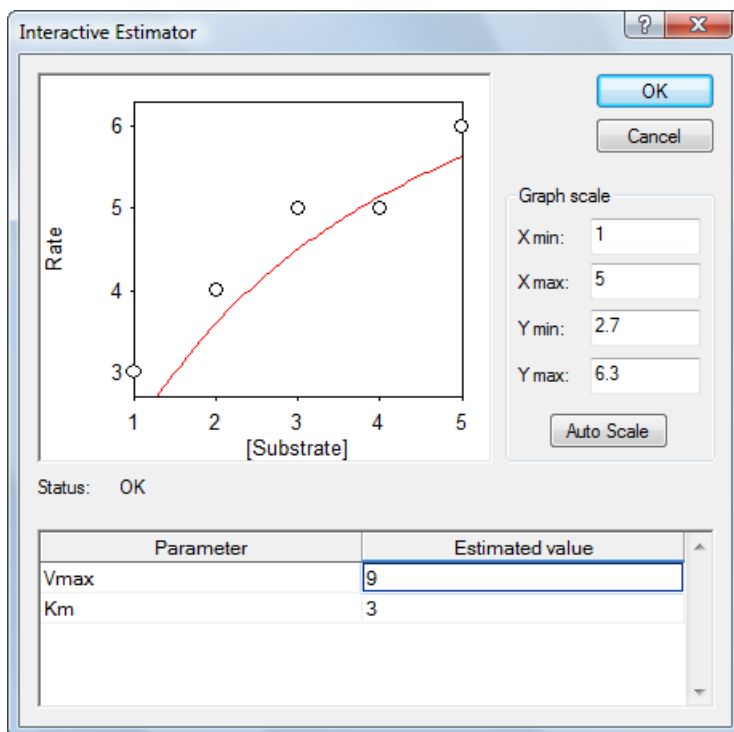 Interactive Estimator
?
X
Rate
6
5
4
3
1 2 3 4 5
[Substrate]
OK
Cancel
Graph scale
X min: 1
X max: 5
Y min: 2.7
Y max: 6.3
Auto Scale
Status: OK
Parameter Estimated value
Vmax 9
Km 3